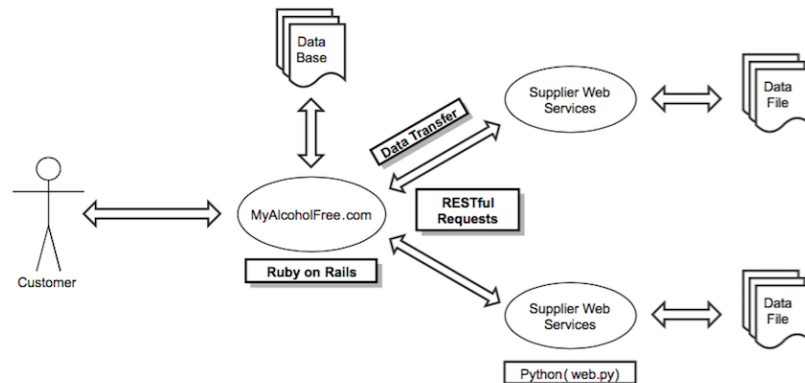 Data
Base
Supplier Web
Services
Data
File
Data Transfer
MyAlcoholFree.com
RESTful
Requests
Ruby on Rails
Customer
Supplier Web
Services
Data
File
Python( web.py)